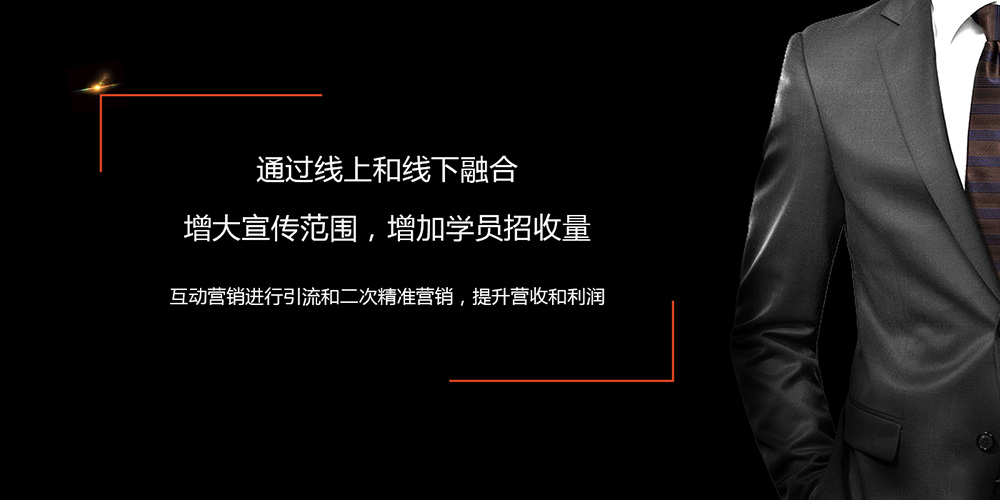 通过线上和线下融合
增大宣传范围，增加学员招收量
互动营销进行引流和二次精准营销，提升营收和利润